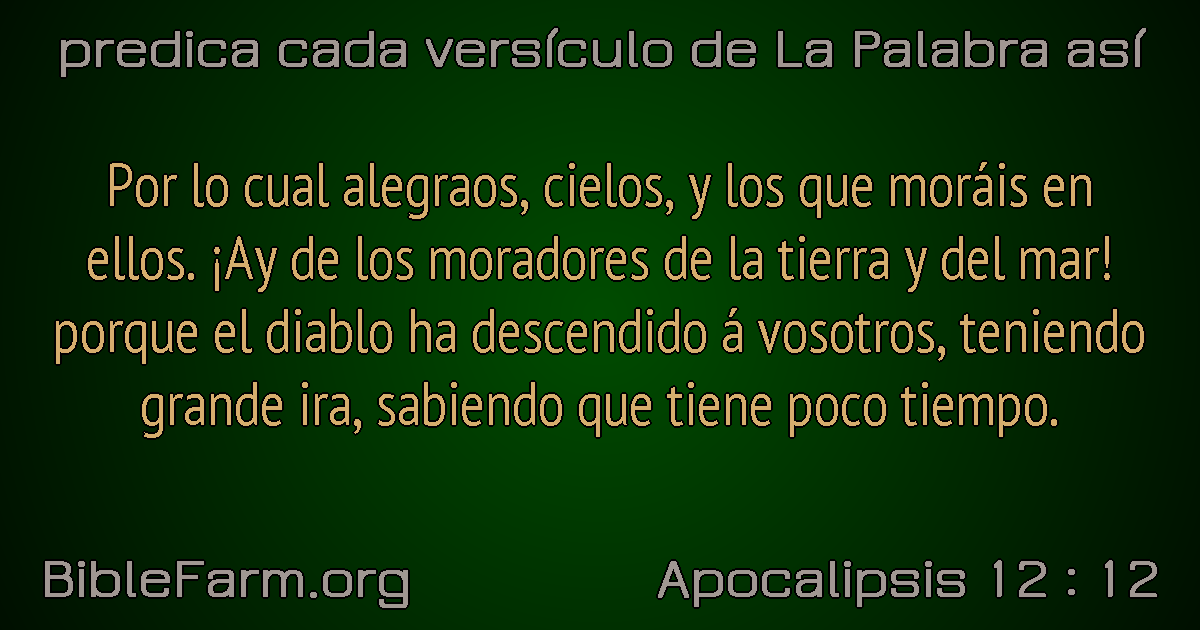 predica cada versículo de La Palabra así
Por lo cual alegraos, cielos, y los que moráis en
ellos. ¡Ay de los moradores de la tierra y del mar!
porque el diablo ha descendido á vosotros, teniendo
grande ira, sabiendo que tiene poco tiempo.
BibleFarm.org
Apocalipsis 12 : 12